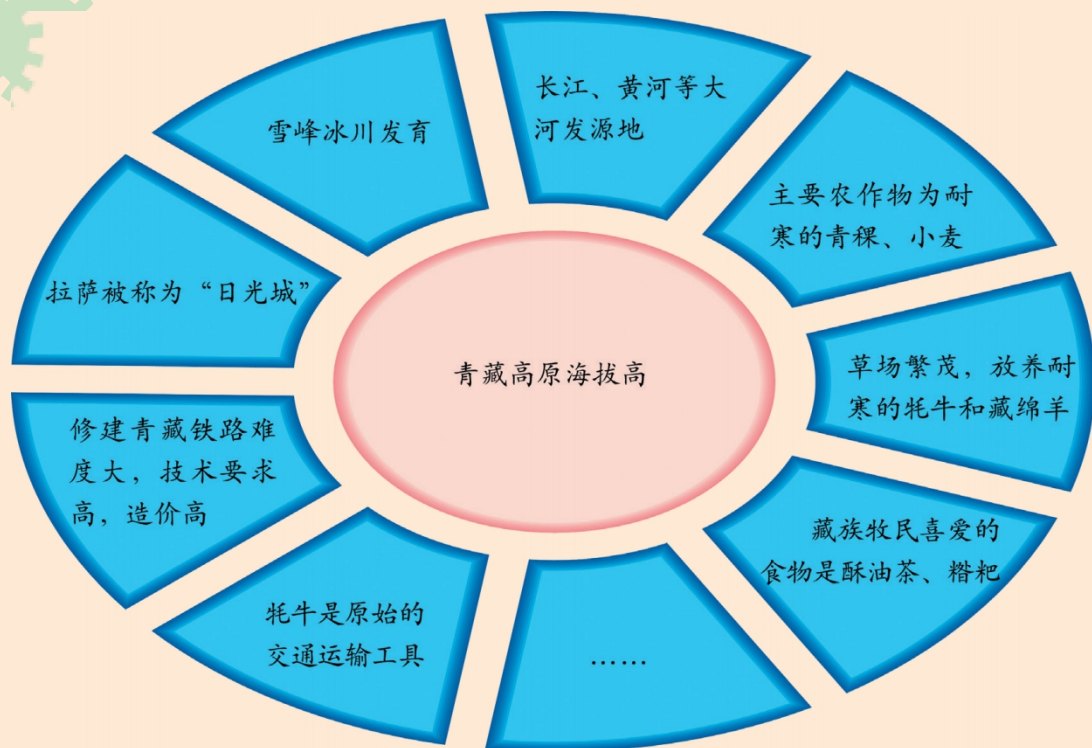 长江、黄河等大
河发源地
主要农作物为耐
寒的青稞、小麦
草场繁茂，放养耐
寒的牦牛和藏绵羊
藏族牧民喜爱的
食物是酥油茶、糌粑
……
牦牛是原始的
交通运输工具
修建青藏铁路难
度大，技术要求
高，造价高
拉萨被称为“日光城”
雪峰冰川发育
青藏高原海拔高